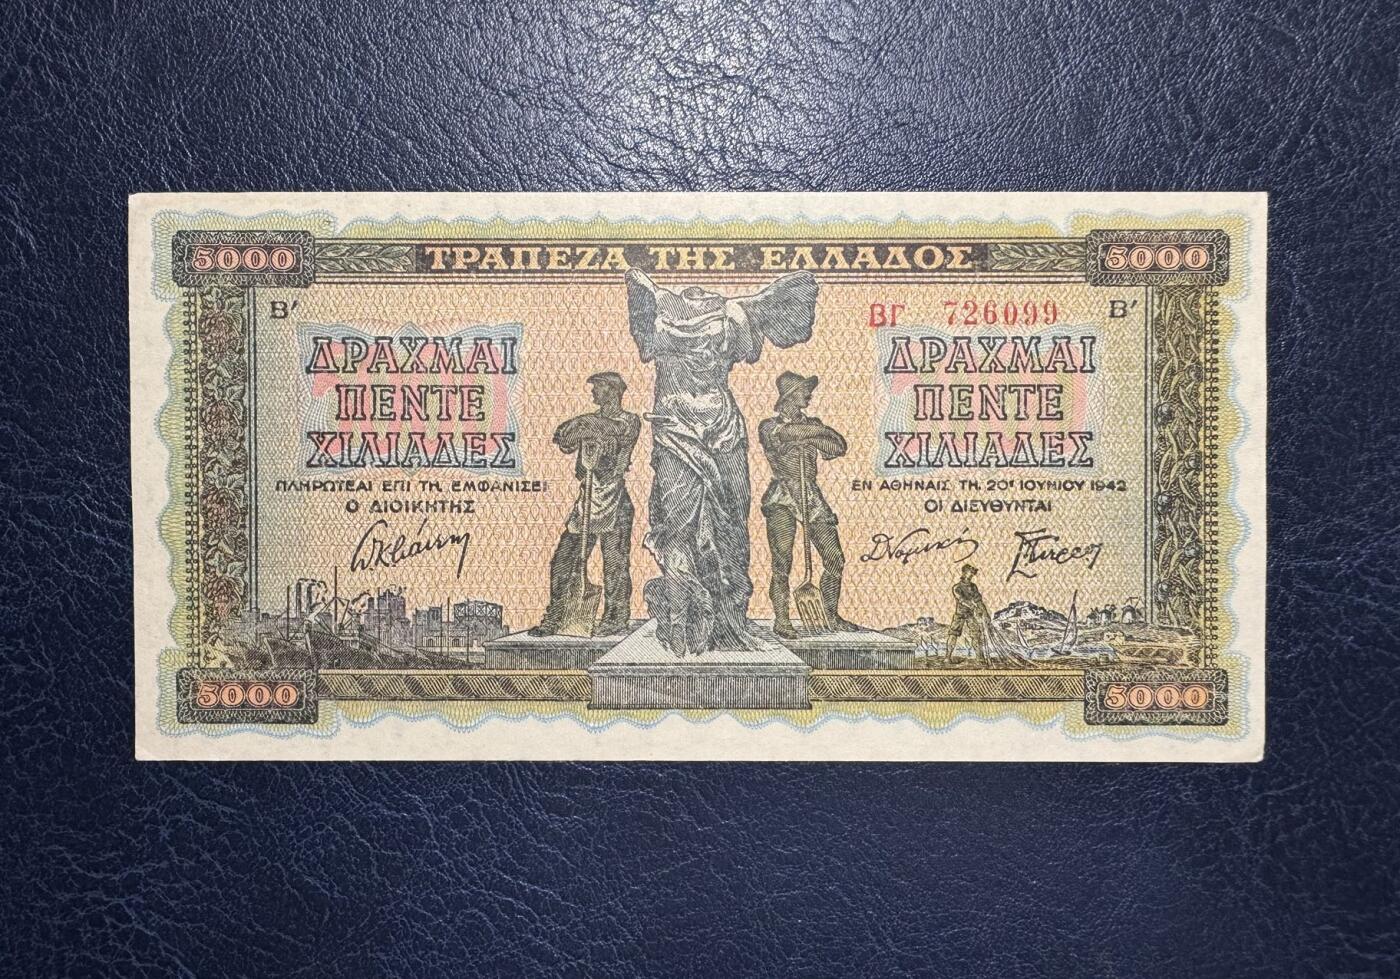 5000 ΤΡΑΠΕΖΑ ΤΗΣ ΕΛΛΑΔΟΣ 5000
Β′ ΒΓ 726099 Β′
ΔΡΑΧΜΑΙ
ΠΕΝΤΕ
ΧΙΛΙΑΔΕΣ
ΠΛΗΡΩΤΕΑΙ ΕΠΙ ΤΗ ΕΜΦΑΝΙΣΕΙ
Ο ΔΙΟΙΚΗΤΗΣ
ΔΡΑΧΜΑΙ
ΠΕΝΤΕ
ΧΙΛΙΑΔΕΣ
ΕΝ ΑΘΗΝΑΙΣ ΤΗ 20ῃ ΙΟΥΝΙΟΥ 1942
ΟΙ ΔΙΕΥΘΥΝΤΑΙ
5000 5000